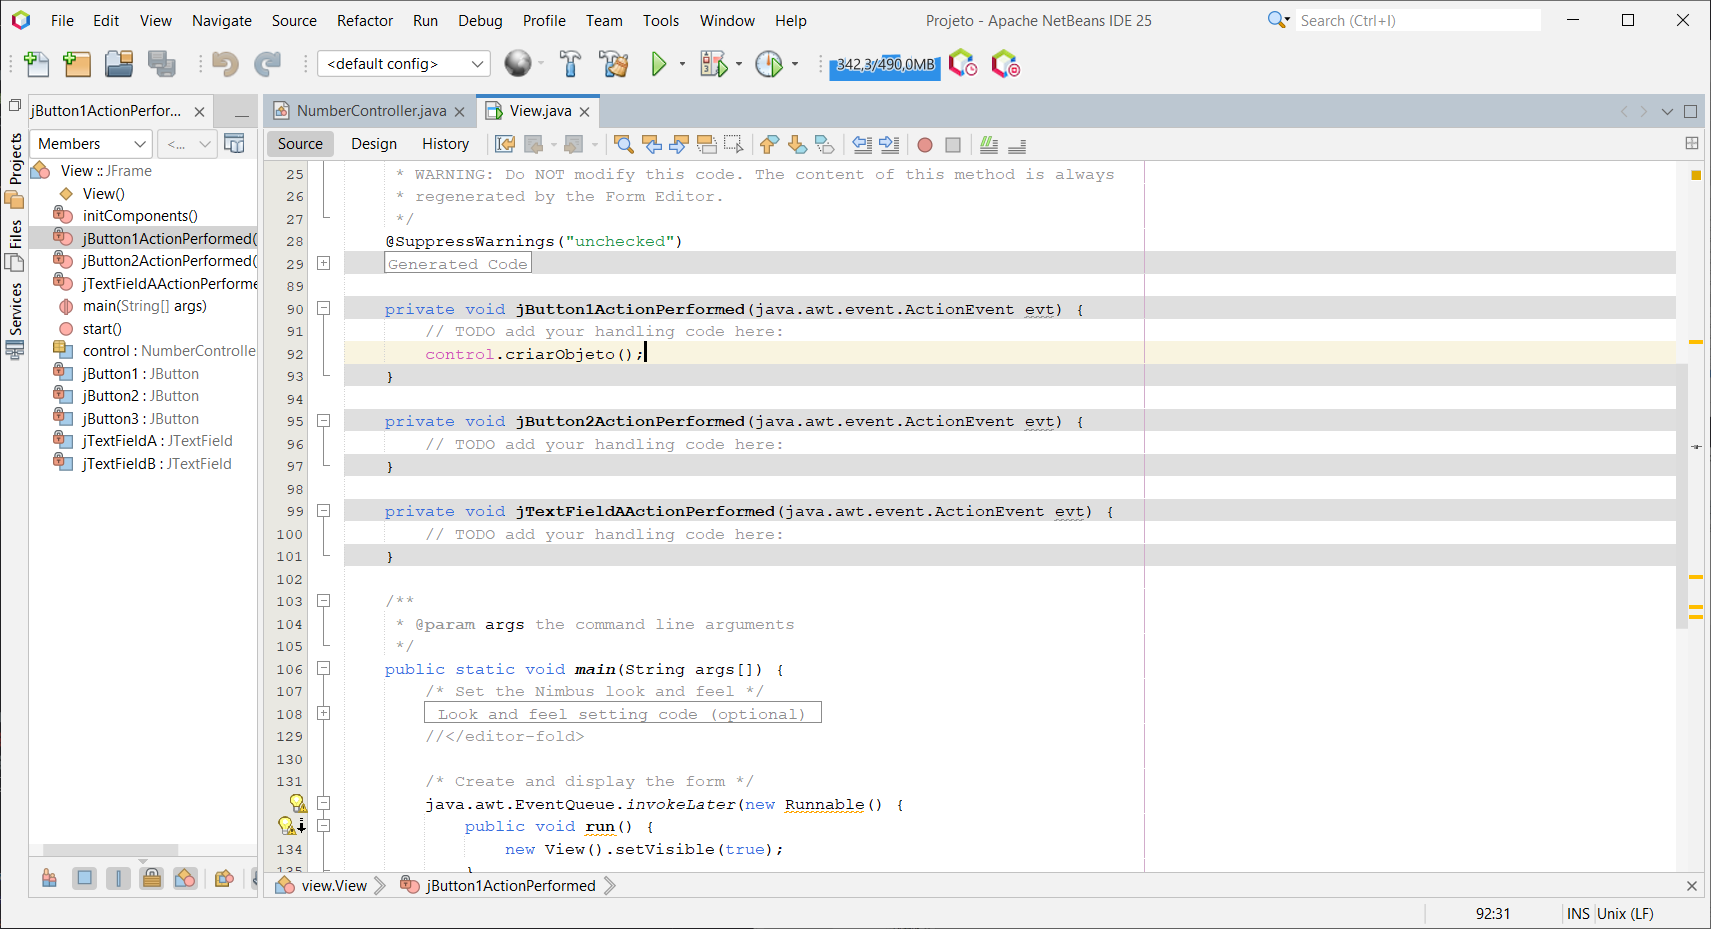 File Edit View Navigate Source Refactor Run Debug Profile Team Tools Window Help
Projeto - Apache NetBeans IDE 25
Search (Ctrl+I)
<default config>
342,3/490,0MB
jButton1ActionPerfor...
NumberController.java
View.java
Members
<...
Source Design History
Projects
Files
Services
View :: JFrame
View()
initComponents()
jButton1ActionPerformed(
jButton2ActionPerformed(
jTextFieldAActionPerforme
main(String[] args)
start()
control : NumberControlle
jButton1 : JButton
jButton2 : JButton
jButton3 : JButton
jTextFieldA : JTextField
jTextFieldB : JTextField
25 * WARNING: Do NOT modify this code. The content of this method is always
26 * regenerated by the Form Editor.
27 */
28 @SuppressWarnings("unchecked")
29 Generated Code
89
90 private void jButton1ActionPerformed(java.awt.event.ActionEvent evt) {
91 // TODO add your handling code here:
92 control.criarObjeto();
93 }
94
95 private void jButton2ActionPerformed(java.awt.event.ActionEvent evt) {
96 // TODO add your handling code here:
97 }
98
99 private void jTextFieldAActionPerformed(java.awt.event.ActionEvent evt) {
100 // TODO add your handling code here:
101 }
102
103 /**
104 * @param args the command line arguments
105 */
106 public static void main(String args[]) {
107 /* Set the Nimbus look and feel */
108 Look and feel setting code (optional)
129 //</editor-fold>
130
131 /* Create and display the form */
java.awt.EventQueue.invokeLater(new Runnable() {
public void run() {
134 new View().setVisible(true);
135 }
view.View
jButton1ActionPerformed
92:31
INS
Unix (LF)